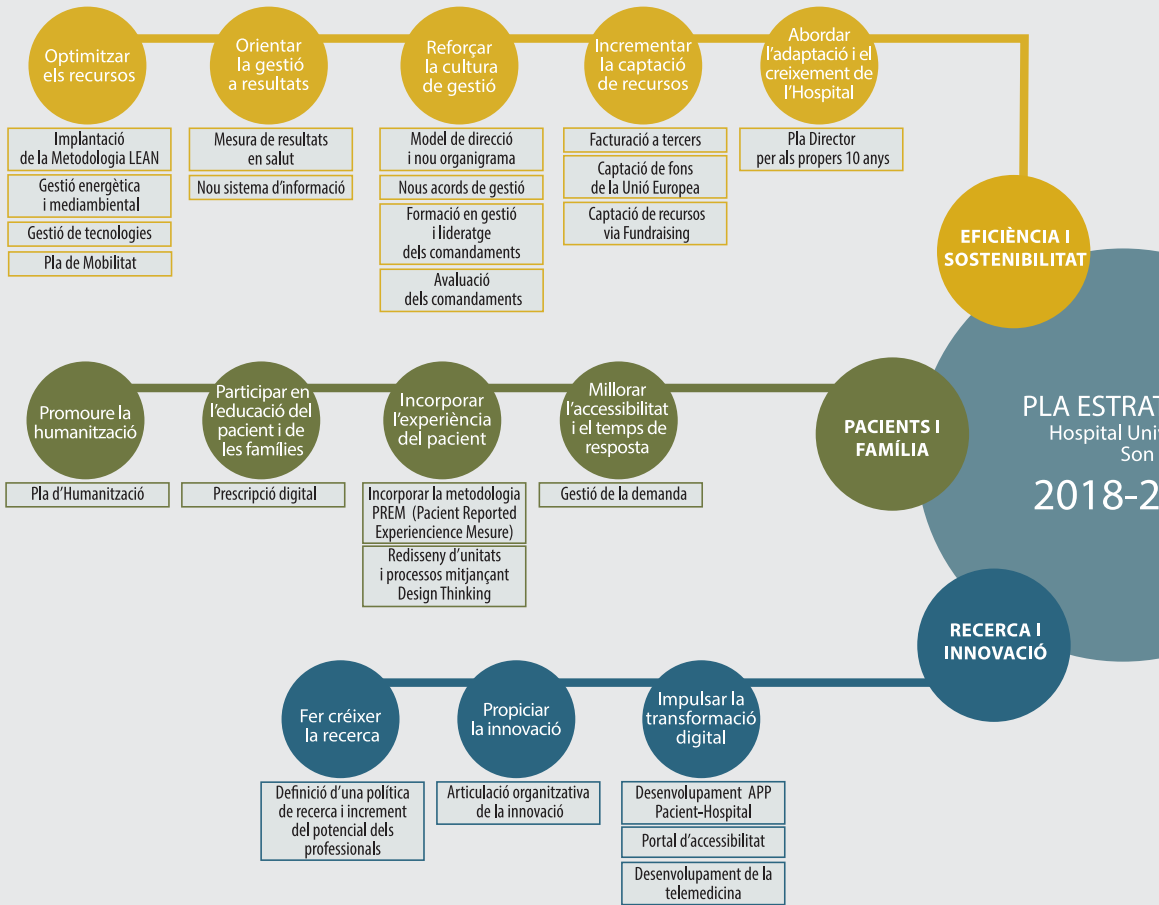 Optimitzar
els recursos
Implantació
de la Metodologia LEAN
Gestió energètica
i mediambiental
Gestió de tecnologies
Pla de Mobilitat
Orientar
la gestió
a resultats
Mesura de resultats
en salut
Nou sistema d'informació
Reforçar
la cultura
de gestió
Model de direcció
i nou organigrama
Nous acords de gestió
Formació en gestió
i lideratge
dels comandaments
Avaluació
dels comandaments
Incrementar
la captació
de recursos
Facturació a tercers
Captació de fons
de la Unió Europea
Captació de recursos
via Fundraising
Abordar
l'adaptació i el
creixement de
l'Hospital
Pla Director
per als propers 10 anys
EFICIÈNCIA I
SOSTENIBILITAT
Promoure la
humanització
Pla d'Humanització
Participar en
l'educació del
pacient i de
les famílies
Prescripció digital
Incorporar
l'experiència
del pacient
Incorporar la metodologia
PREM (Pacient Reported
Experiencience Mesure)
Redisseny d'unitats
i processos mitjançant
Design Thinking
Millorar
l'accessibilitat
i el temps de
resposta
Gestió de la demanda
PACIENTS I
FAMÍLIA
PLA ESTRAT
Hospital Univ
Son
2018-2
RECERCA I
INNOVACIÓ
Fer créixer
la recerca
Definició d'una política
de recerca i increment
del potencial dels
professionals
Propiciar
la innovació
Articulació organitzativa
de la innovació
Impulsar la
transformació
digital
Desenvolupament APP
Pacient-Hospital
Portal d'accessibilitat
Desenvolupament de la
telemedicina